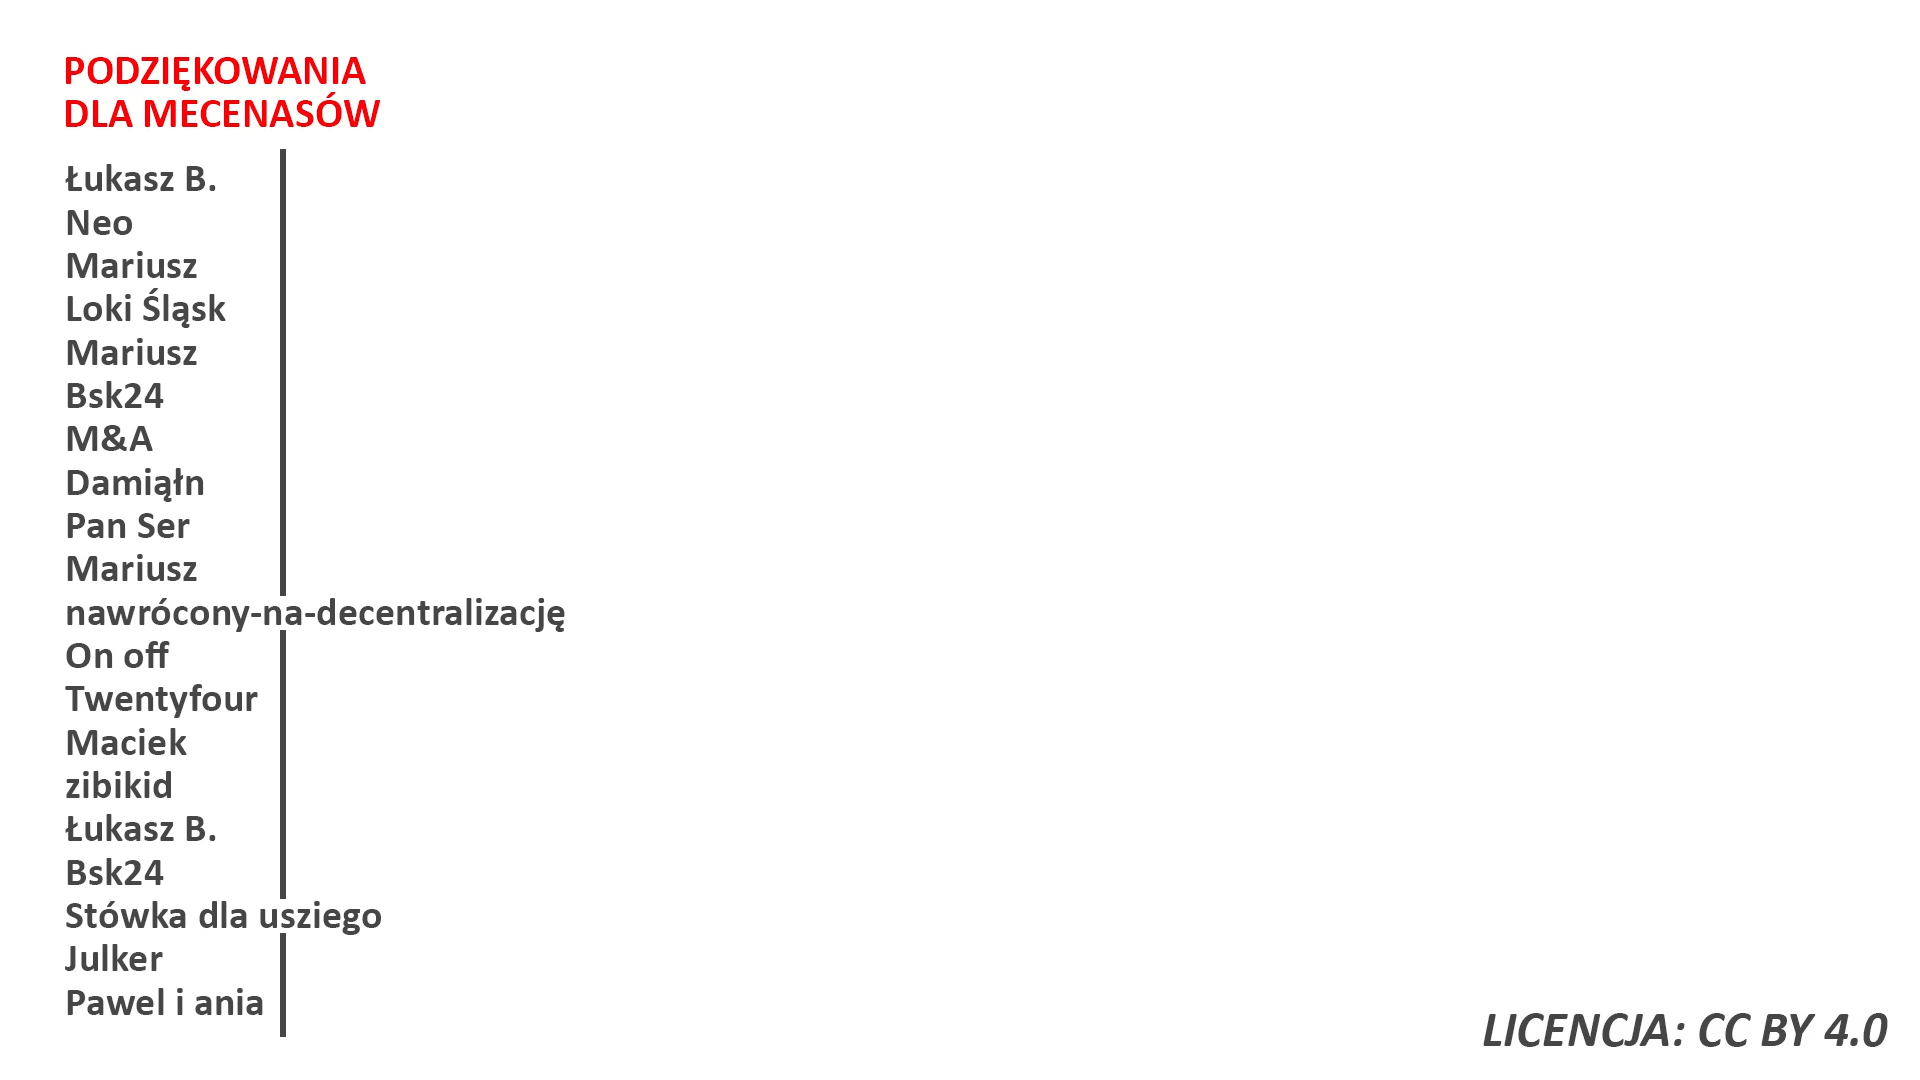 PODZIĘKOWANIA
DLA MECENASÓW
Łukasz B.
Neo
Mariusz
Loki Śląsk
Mariusz
Bsk24
M&A
Damiąłn
Pan Ser
Mariusz
nawrócony-na-decentralizację
On off
Twentyfour
Maciek
zibikid
Łukasz B.
Bsk24
Stówka dla usziego
Julker
Pawel i ania
LICENCJA: CC BY 4.0